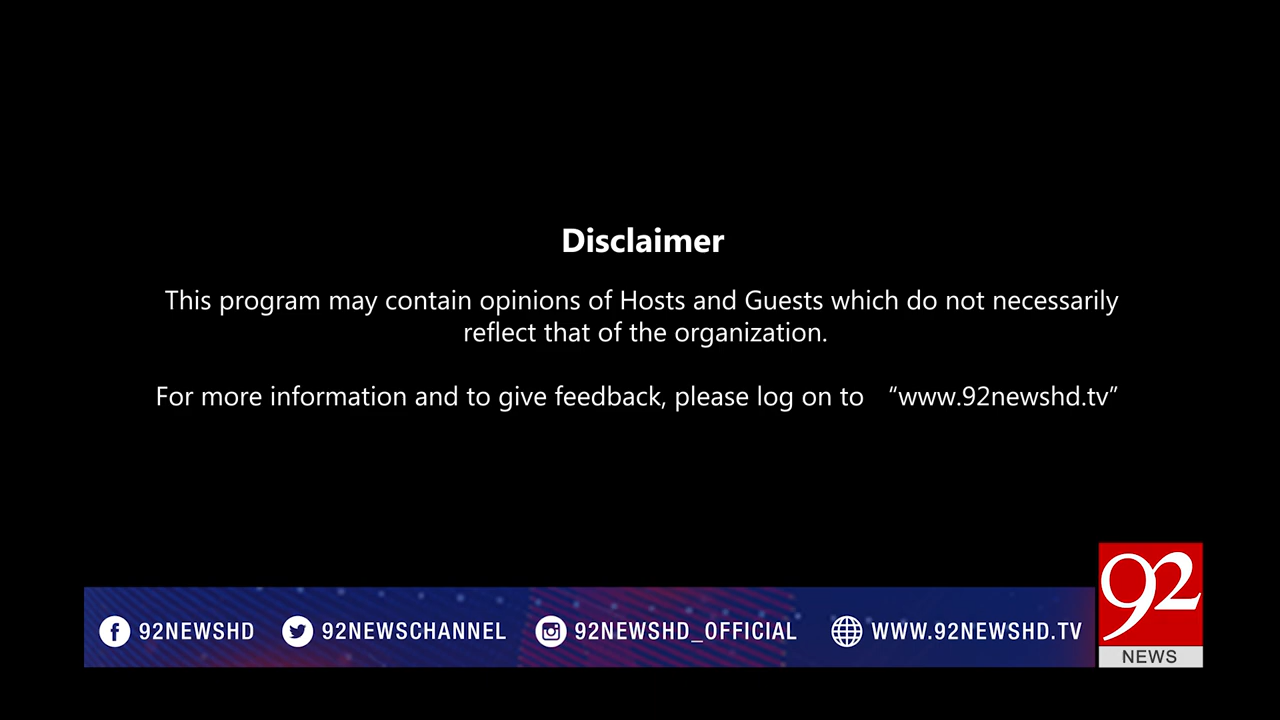 Disclaimer
This program may contain opinions of Hosts and Guests which do not necessarily
reflect that of the organization.
For more information and to give feedback, please log on to “www.92newshd.tv”
92NEWSHD 92NEWSCHANNEL 92NEWSHD_OFFICIAL WWW.92NEWSHD.TV
92
NEWS